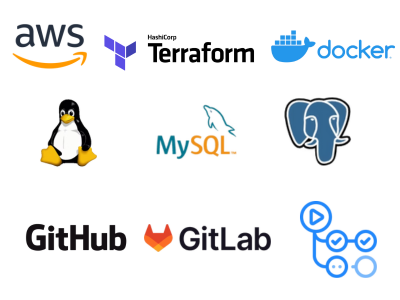 aws
HashiCorp
Terraform
docker
MySQL
GitHub
GitLab